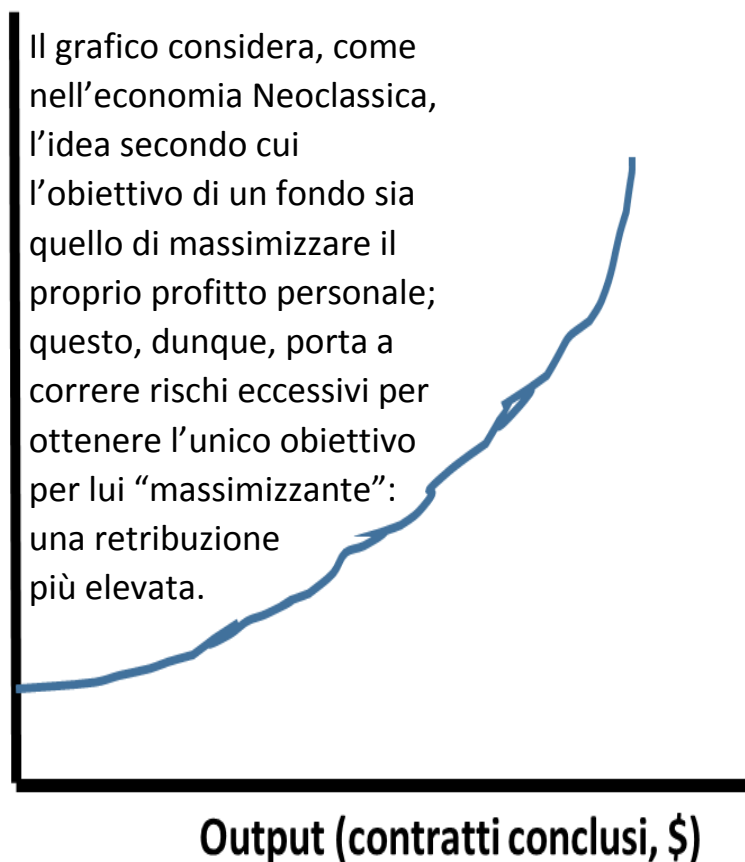 Il grafico considera, come
nell’economia Neoclassica,
l’idea secondo cui
l’obiettivo di un fondo sia
quello di massimizzare il
proprio profitto personale;
questo, dunque, porta a
correre rischi eccessivi per
ottenere l’unico obiettivo
per lui “massimizzante”:
una retribuzione
più elevata.
Output (contratti conclusi, $)